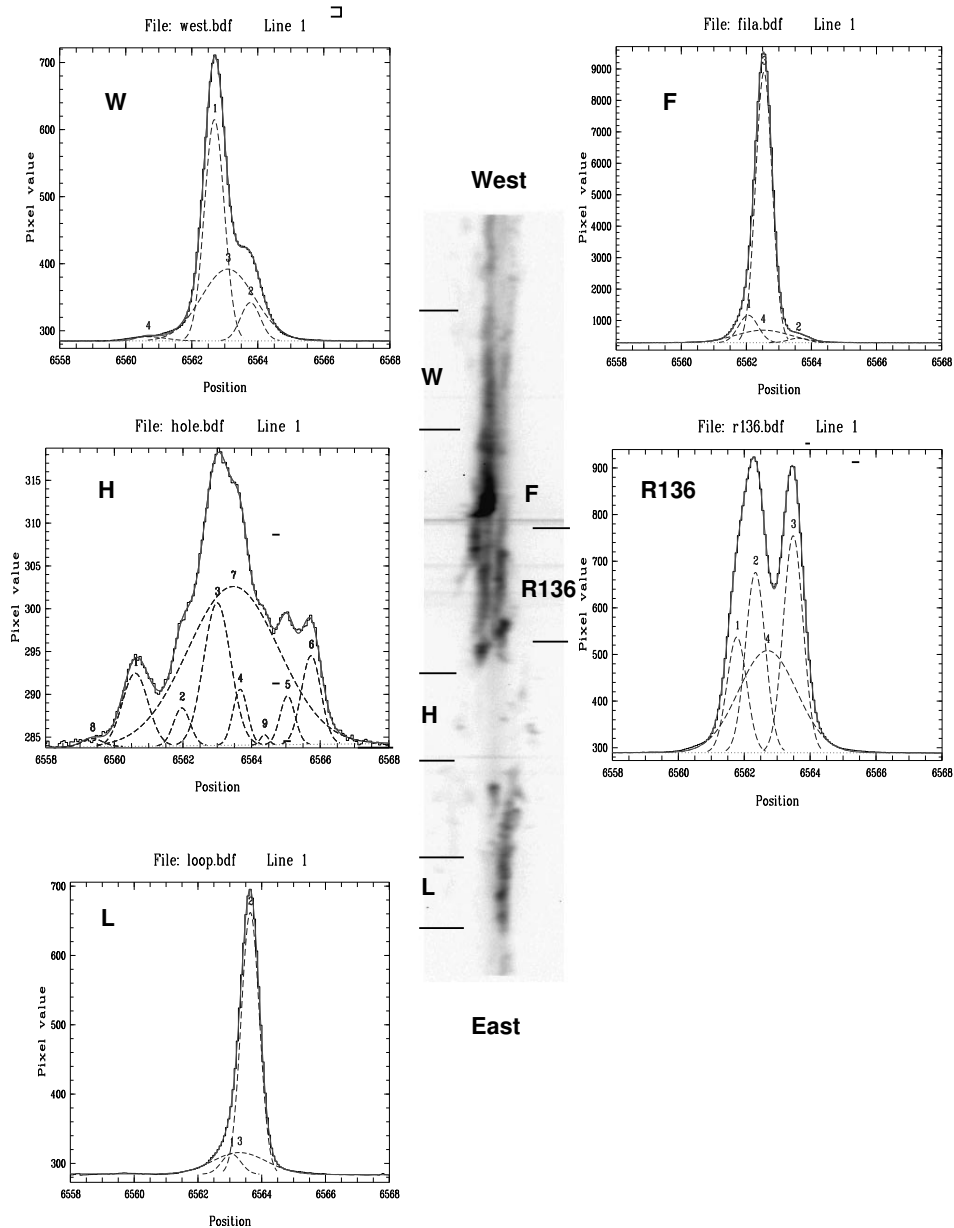 File: west.bdf Line 1
W
Pixel value
700
600
500
400
300
1
3
2
4
6558 6560 6562 6564 6566 6568
Position
File: fila.bdf Line 1
F
Pixel value
9000
8000
7000
6000
5000
4000
3000
2000
1000
1
4
2
6558 6560 6562 6564 6566 6568
Position
West
W
F
R136
H
L
East
File: hole.bdf Line 1
H
Pixel value
315
310
305
300
295
290
285
8
1
2
3
7
4
9
5
6
6558 6560 6562 6564 6566 6568
Position
File: r136.bdf Line 1
R136
Pixel value
900
800
700
600
500
400
300
1
2
4
3
6558 6560 6562 6564 6566 6568
Position
File: loop.bdf Line 1
L
Pixel value
700
600
500
400
300
2
3
6558 6560 6562 6564 6566 6568
Position